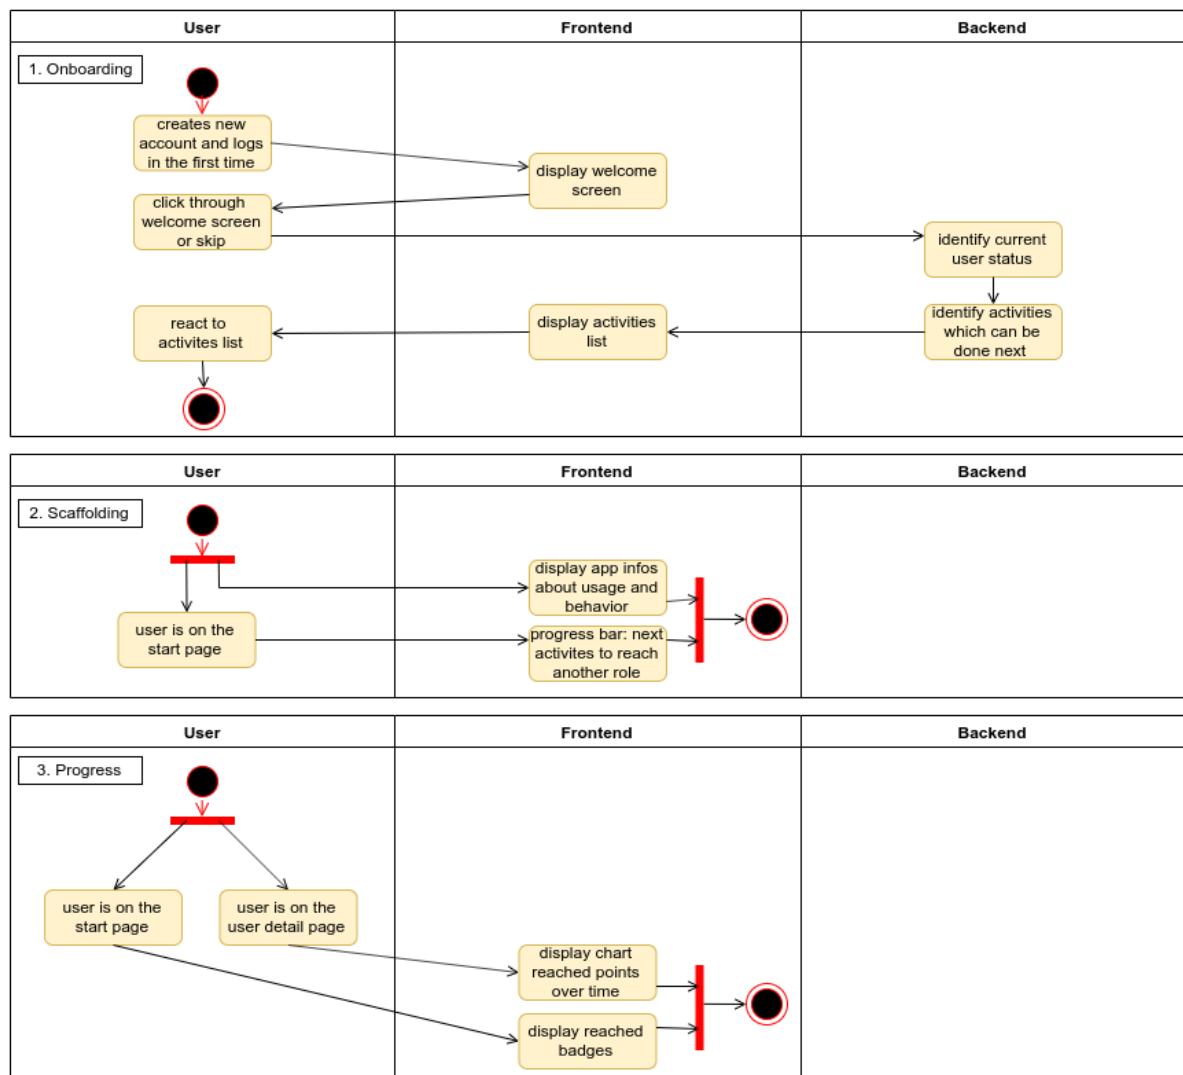 User
Frontend
Backend
1. Onboarding
creates new
account and logs
in the first time
display welcome
screen
click through
welcome screen
or skip
identify current
user status
react to
activites list
display activities
list
identify activities
which can be
done next
User
Frontend
Backend
2. Scaffolding
display app infos
about usage and
behavior
user is on the
start page
progress bar: next
activites to reach
another role
User
Frontend
Backend
3. Progress
user is on the
start page
user is on the
user detail page
display chart
reached points
over time
display reached
badges